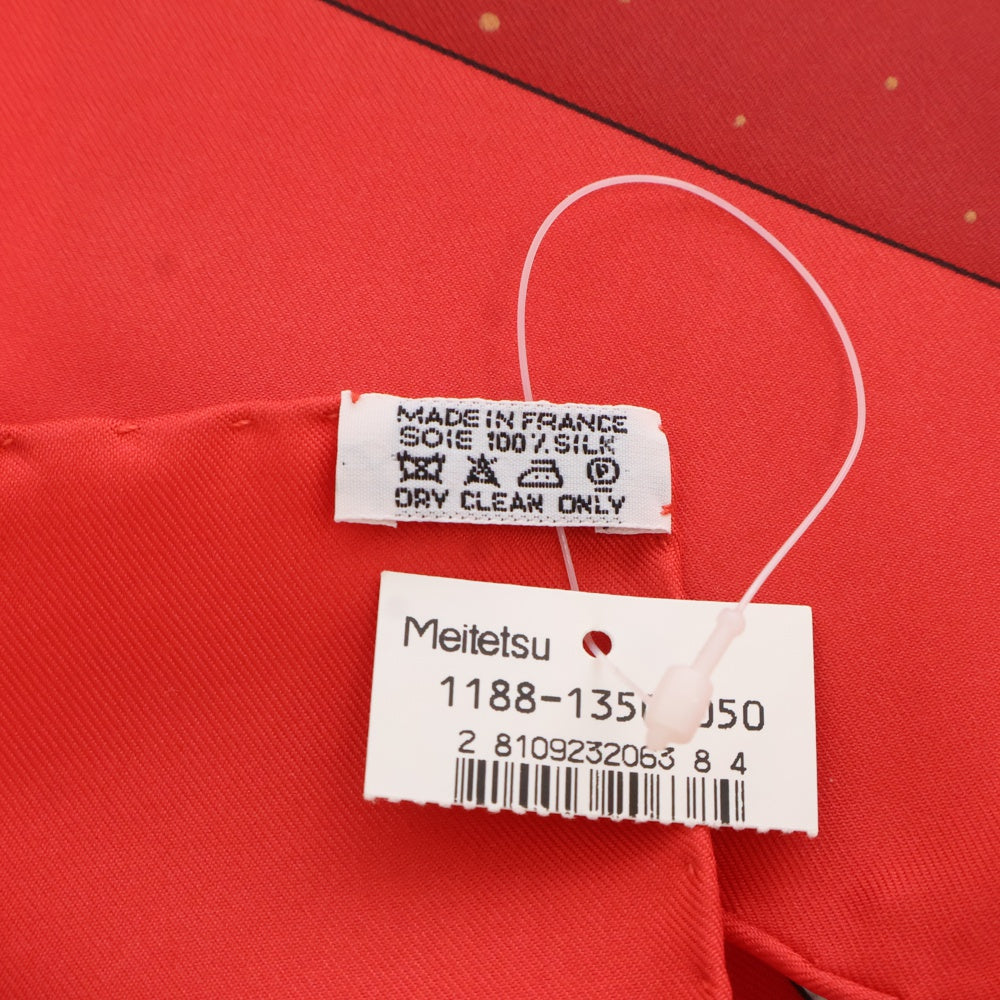 MADE IN FRANCE
SOIE 100% SILK
P
DRY CLEAN ONLY
Meitetsu
2 8109232063 8 4